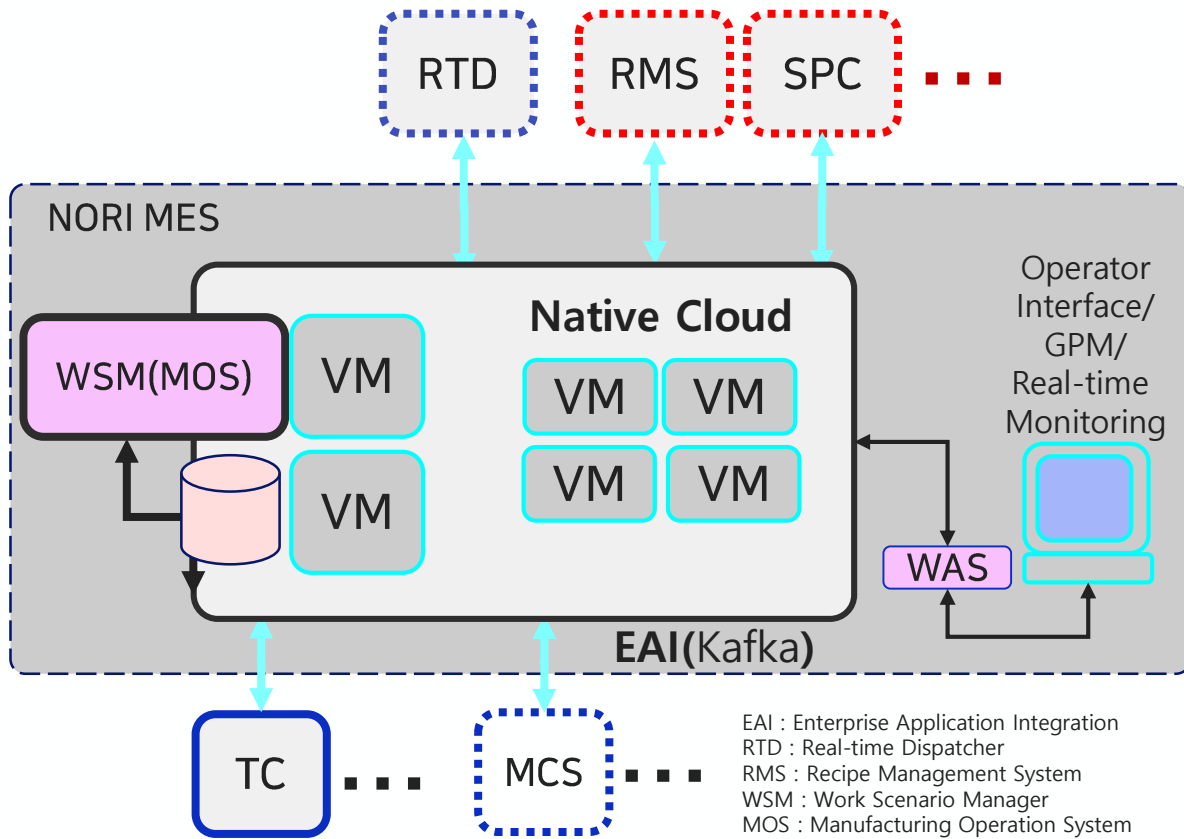 RTD
RMS
SPC
NORI MES
Native Cloud
Operator
Interface/
GPM/
Real-time
Monitoring
WSM(MOS)
VM
VM
VM
VM
VM
VM
WAS
EAI(Kafka)
TC
MCS
EAI : Enterprise Application Integration
RTD : Real-time Dispatcher
RMS : Recipe Management System
WSM : Work Scenario Manager
MOS : Manufacturing Operation System